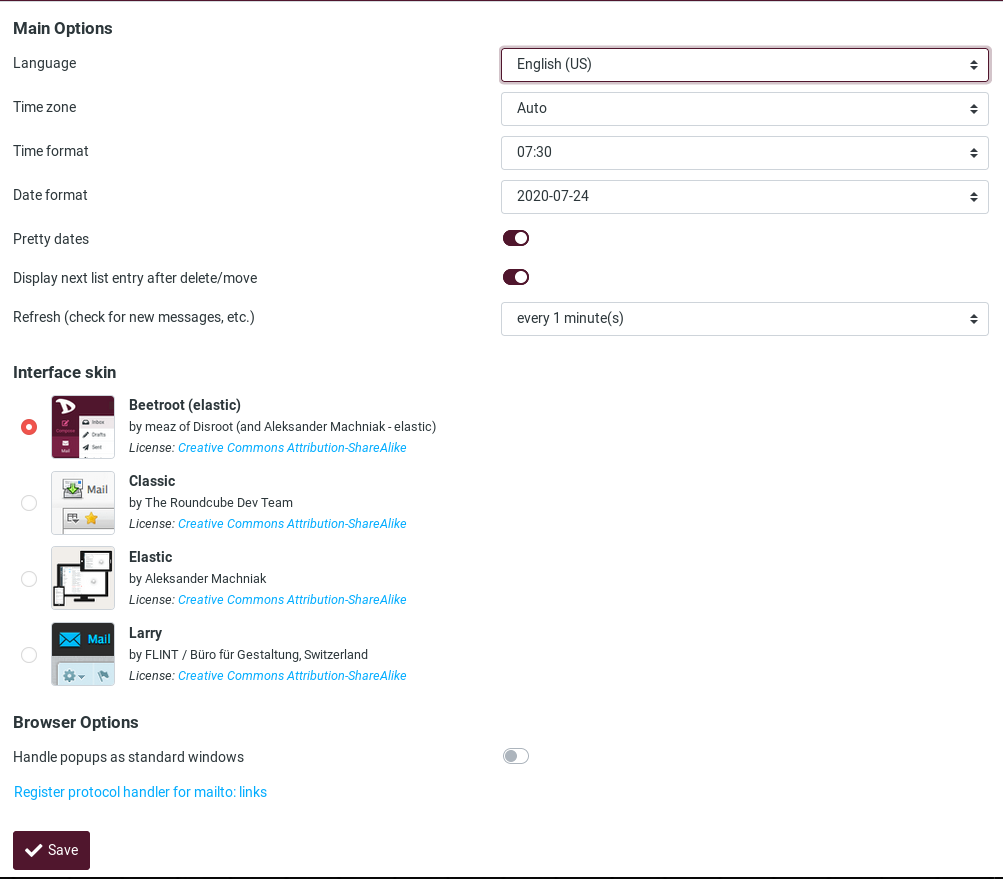 Main Options
Language
English (US)
Time zone
Auto
Time format
07:30
Date format
2020-07-24
Pretty dates
Display next list entry after delete/move
Refresh (check for new messages, etc.)
every 1 minute(s)
Interface skin
Beetroot (elastic)
by meaz of Disroot (and Aleksander Machniak - elastic)
License: Creative Commons Attribution-ShareAlike
Inbox
Compose
Drafts
Mail
Sent
Classic
by The Roundcube Dev Team
License: Creative Commons Attribution-ShareAlike
Mail
Elastic
by Aleksander Machniak
License: Creative Commons Attribution-ShareAlike
Larry
by FLINT / Büro für Gestaltung, Switzerland
License: Creative Commons Attribution-ShareAlike
Mail
Browser Options
Handle popups as standard windows
Register protocol handler for mailto: links
Save